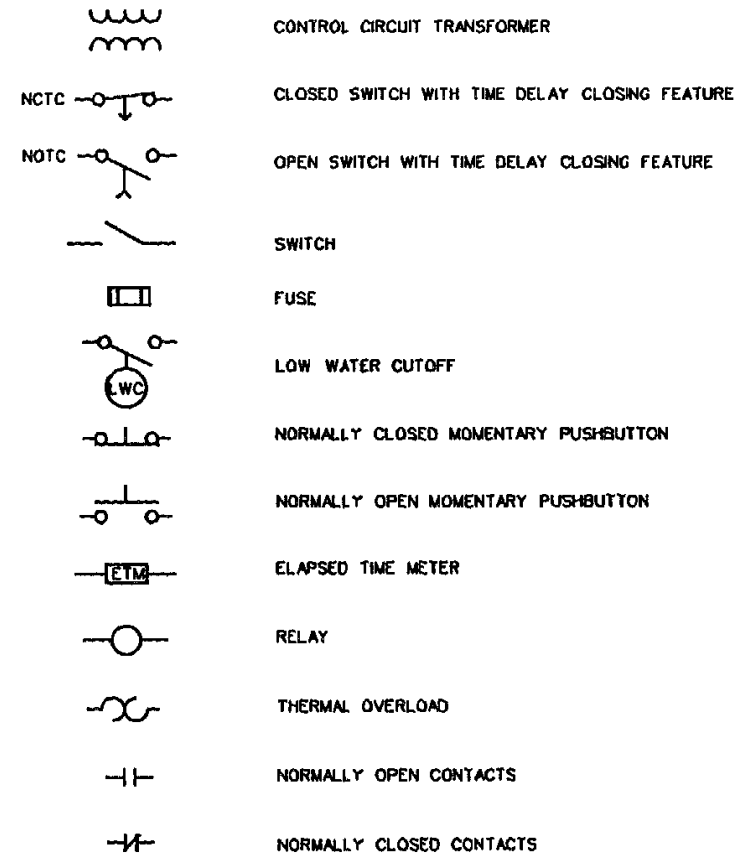 CONTROL CIRCUIT TRANSFORMER
NCTC CLOSED SWITCH WITH TIME DELAY CLOSING FEATURE
NOTC OPEN SWITCH WITH TIME DELAY CLOSING FEATURE
SWITCH
FUSE
LOW WATER CUTOFF
LWC
NORMALLY CLOSED MOMENTARY PUSHBUTTON
NORMALLY OPEN MOMENTARY PUSHBUTTON
ETM ELAPSED TIME METER
RELAY
THERMAL OVERLOAD
NORMALLY OPEN CONTACTS
NORMALLY CLOSED CONTACTS